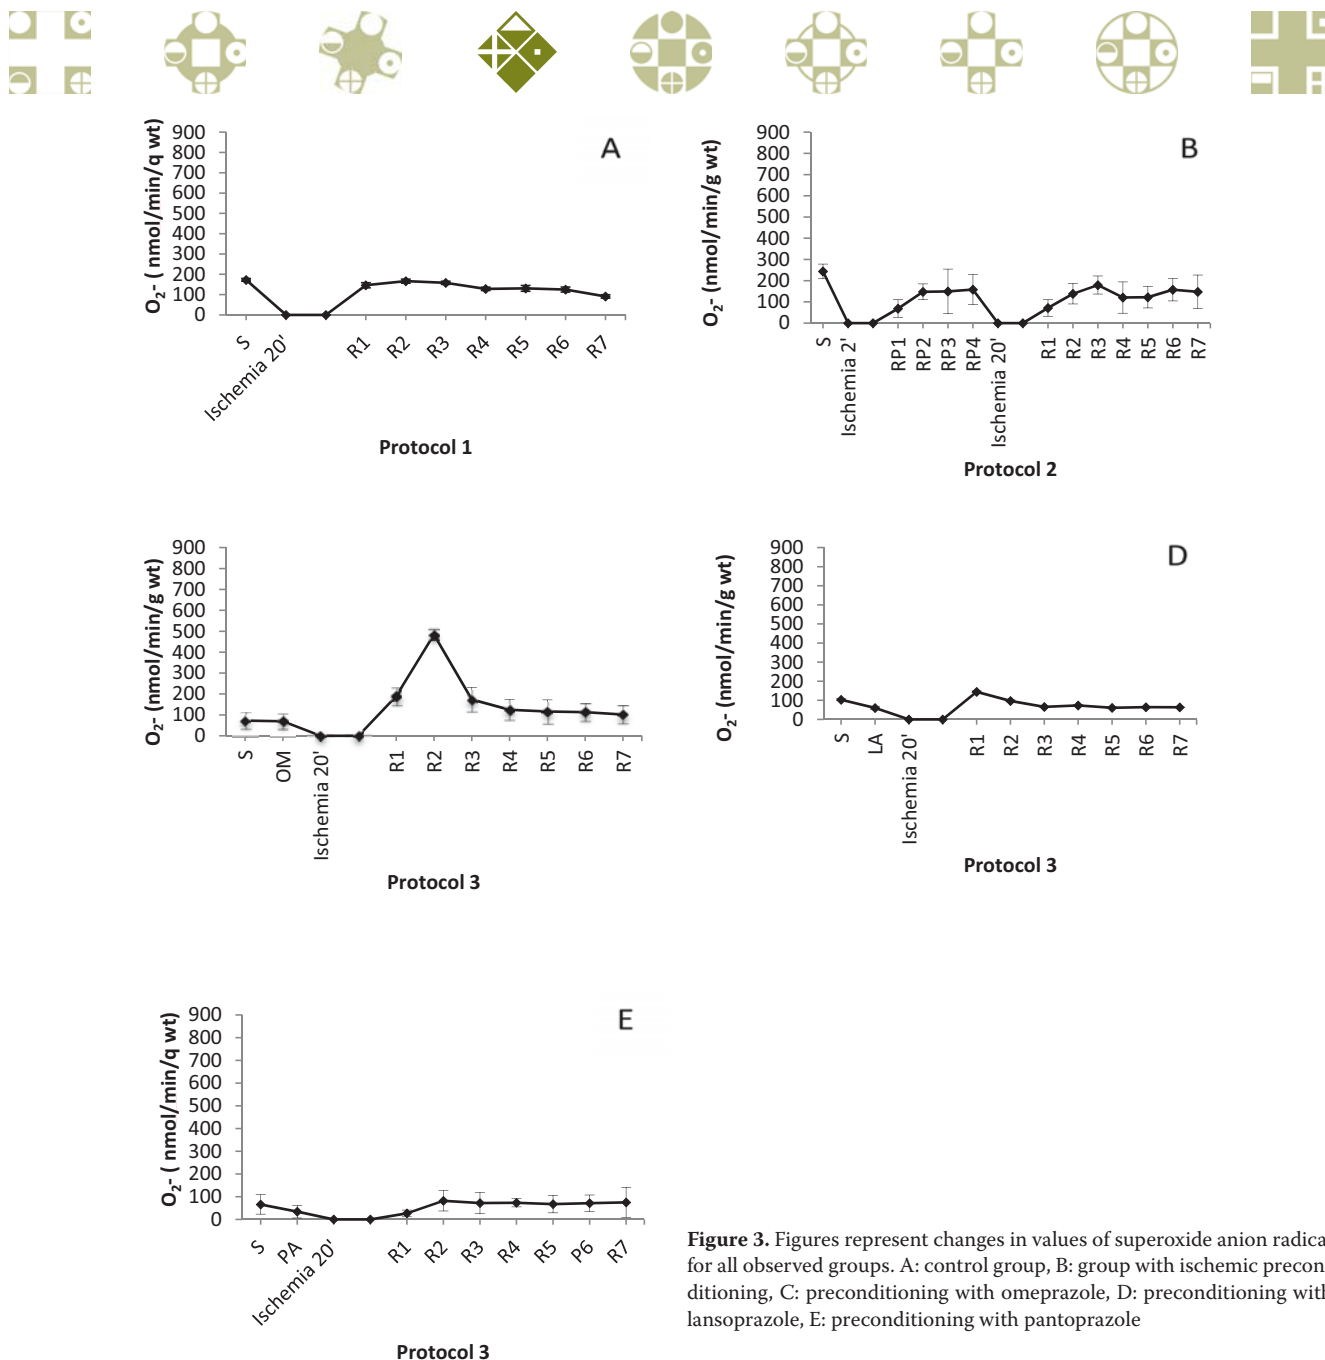 A
O₂- ( nmol/min/q wt)
900
800
700
600
500
400
300
200
100
0
S
Ischemia 20'
R1
R2
R3
R4
R5
R6
R7
Protocol 1
B
O₂- (nmol/min/g wt)
900
800
700
600
500
400
300
200
100
0
S
Ischemia 2'
RP1
RP2
RP3
RP4
Ischemia 20'
R1
R2
R3
R4
R5
R6
R7
Protocol 2
O₂- (nmol/min/g wt)
900
800
700
600
500
400
300
200
100
0
S
OM
Ischemia 20'
R1
R2
R3
R4
R5
R6
R7
Protocol 3
D
O₂- (nmol/min/g wt)
900
800
700
600
500
400
300
200
100
0
S
LA
Ischemia 20'
R1
R2
R3
R4
R5
R6
R7
Protocol 3
E
O₂- ( nmol/min/q wt)
900
800
700
600
500
400
300
200
100
0
S
PA
Ischemia 20'
R1
R2
R3
R4
R5
P6
R7
Protocol 3
Figure 3. Figures represent changes in values of superoxide anion radica
for all observed groups. A: control group, B: group with ischemic precon
ditioning, C: preconditioning with omeprazole, D: preconditioning with
lansoprazole, E: preconditioning with pantoprazole